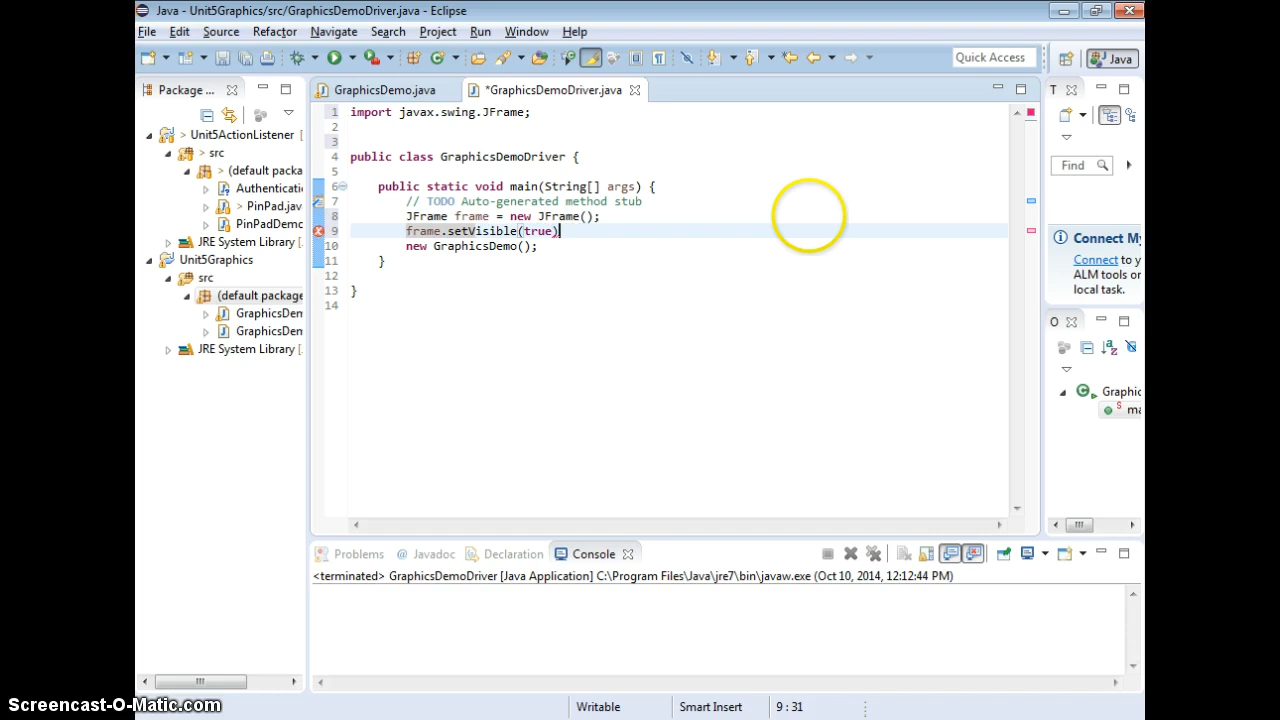 Java - Unit5Graphics/src/GraphicsDemoDriver.java - Eclipse
File Edit Source Refactor Navigate Search Project Run Window Help
Quick Access Java
Package ... GraphicsDemo.java *GraphicsDemoDriver.java T
> Unit5ActionListener
> src
> (default packa
Authenticatio
> PinPad.java
PinPadDemo
JRE System Library [
Unit5Graphics
src
(default package
GraphicsDem
GraphicsDem
JRE System Library [
1 import javax.swing.JFrame;
2
3
4 public class GraphicsDemoDriver {
5
6 public static void main(String[] args) {
7 // TODO Auto-generated method stub
8 JFrame frame = new JFrame();
9 frame.setVisible(true)
10 new GraphicsDemo();
11 }
12
13 }
14
Find
Connect My
Connect to y
ALM tools or
local task.
O
Graphic
S ma
Problems @ Javadoc Declaration Console
<terminated> GraphicsDemoDriver [Java Application] C:\Program Files\Java\jre7\bin\javaw.exe (Oct 10, 2014, 12:12:44 PM)
Writable Smart Insert 9 : 31
Screencast-O-Matic.com